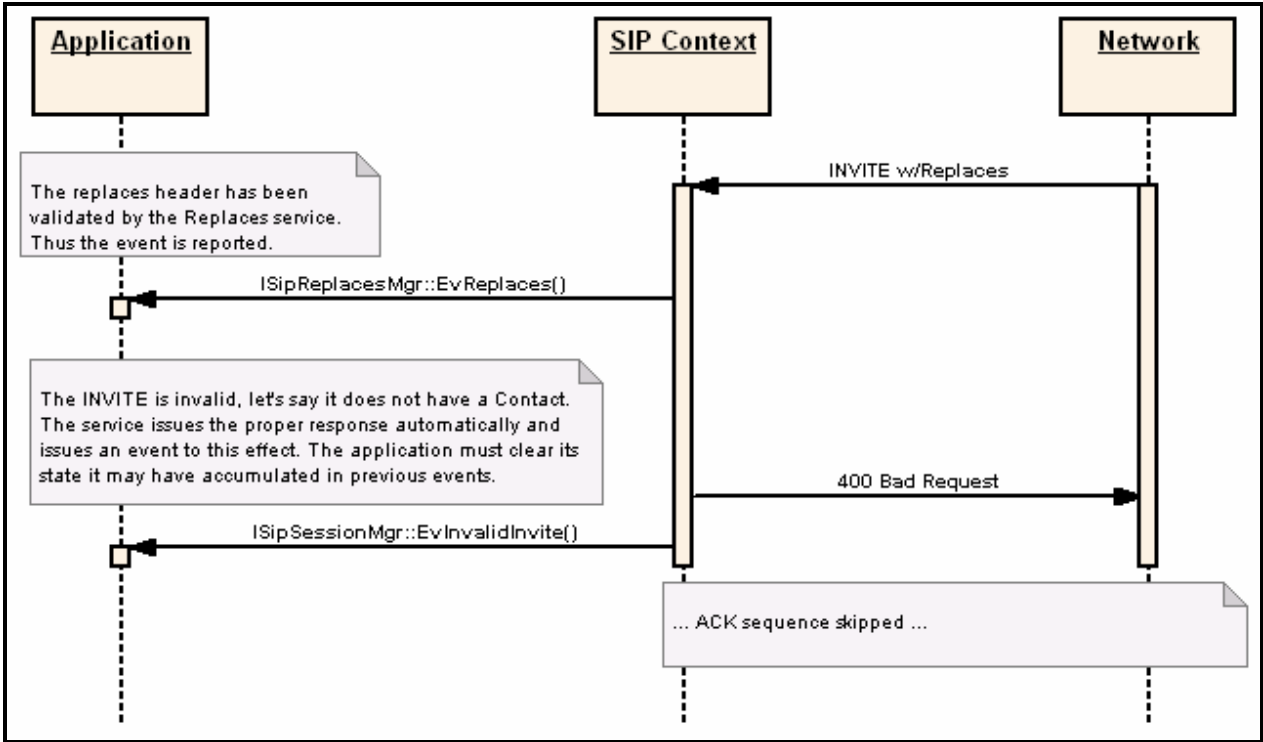 Application
SIP Context
Network
INVITE w/Replaces
The replaces header has been
validated by the Replaces service.
Thus the event is reported.
ISipReplacesMgr::EvReplaces()
The INVITE is invalid, let's say it does not have a Contact.
The service issues the proper response automatically and
issues an event to this effect. The application must clear its
state it may have accumulated in previous events.
400 Bad Request
ISipSessionMgr::EvInvalidInvite()
... ACK sequence skipped ...